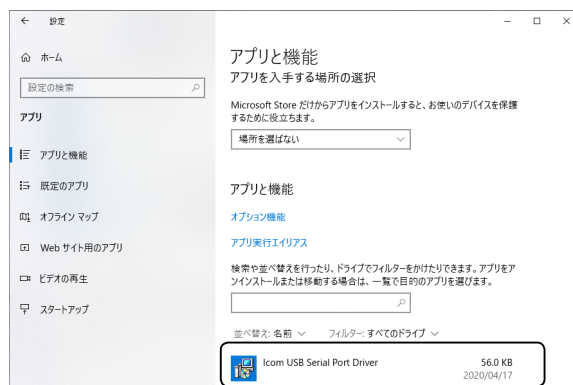 ← 設定
ホーム
設定の検索
アプリ
アプリと機能
既定のアプリ
オフライン マップ
Web サイト用のアプリ
ビデオの再生
スタートアップ
アプリと機能
アプリを入手する場所の選択
Microsoft Store だけからアプリをインストールすると、お使いのデバイスを保護
するために役立ちます。
場所を選ばない
アプリと機能
オプション機能
アプリ実行エイリアス
検索や並べ替えを行ったり、ドライブでフィルターをかけたりできます。アプリをア
ンインストールまたは移動する場合は、一覧で目的のアプリを選びます。
並べ替え: 名前 フィルター: すべてのドライブ
Icom USB Serial Port Driver 56.0 KB
2020/04/17